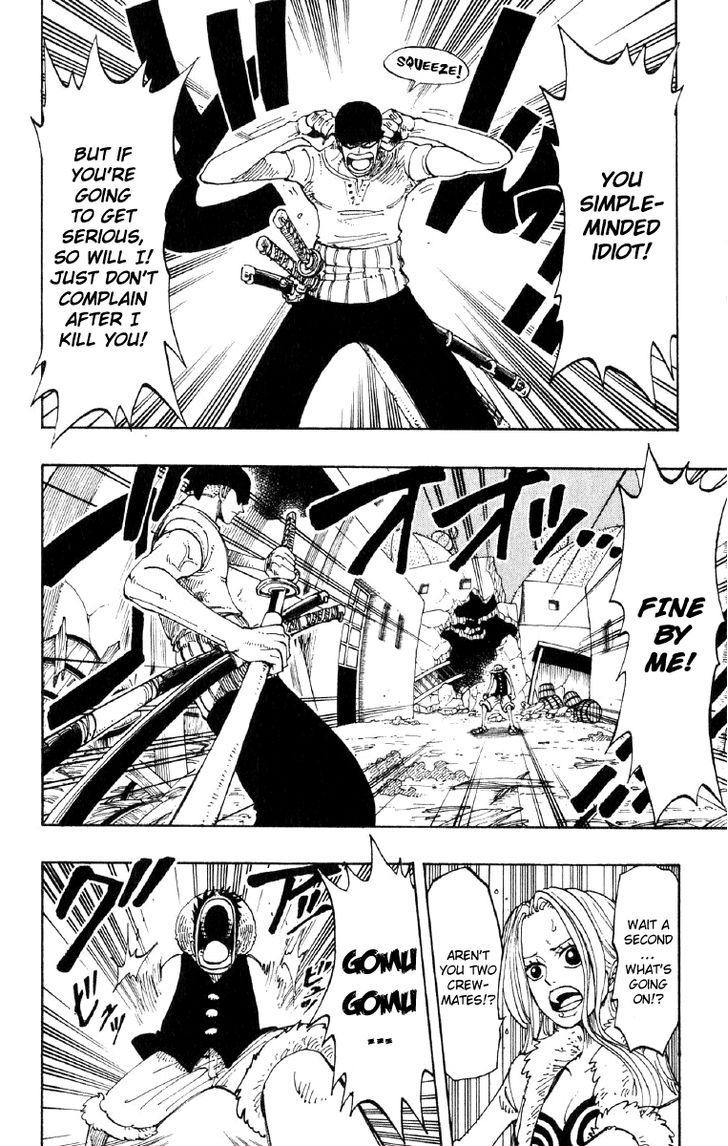 SQUEEZE!
YOU
SIMPLE-
MINDED
IDIOT!
BUT IF
YOU'RE
GOING
TO GET
SERIOUS,
SO WILL I!
JUST DON'T
COMPLAIN
AFTER I
KILL YOU!
FINE
BY
ME!
オオオッ
WAIT A
SECOND
...
WHAT'S
GOING
ON!?
AREN'T
YOU TWO
CREW-
MATES!?
GOMU
GOMU
---